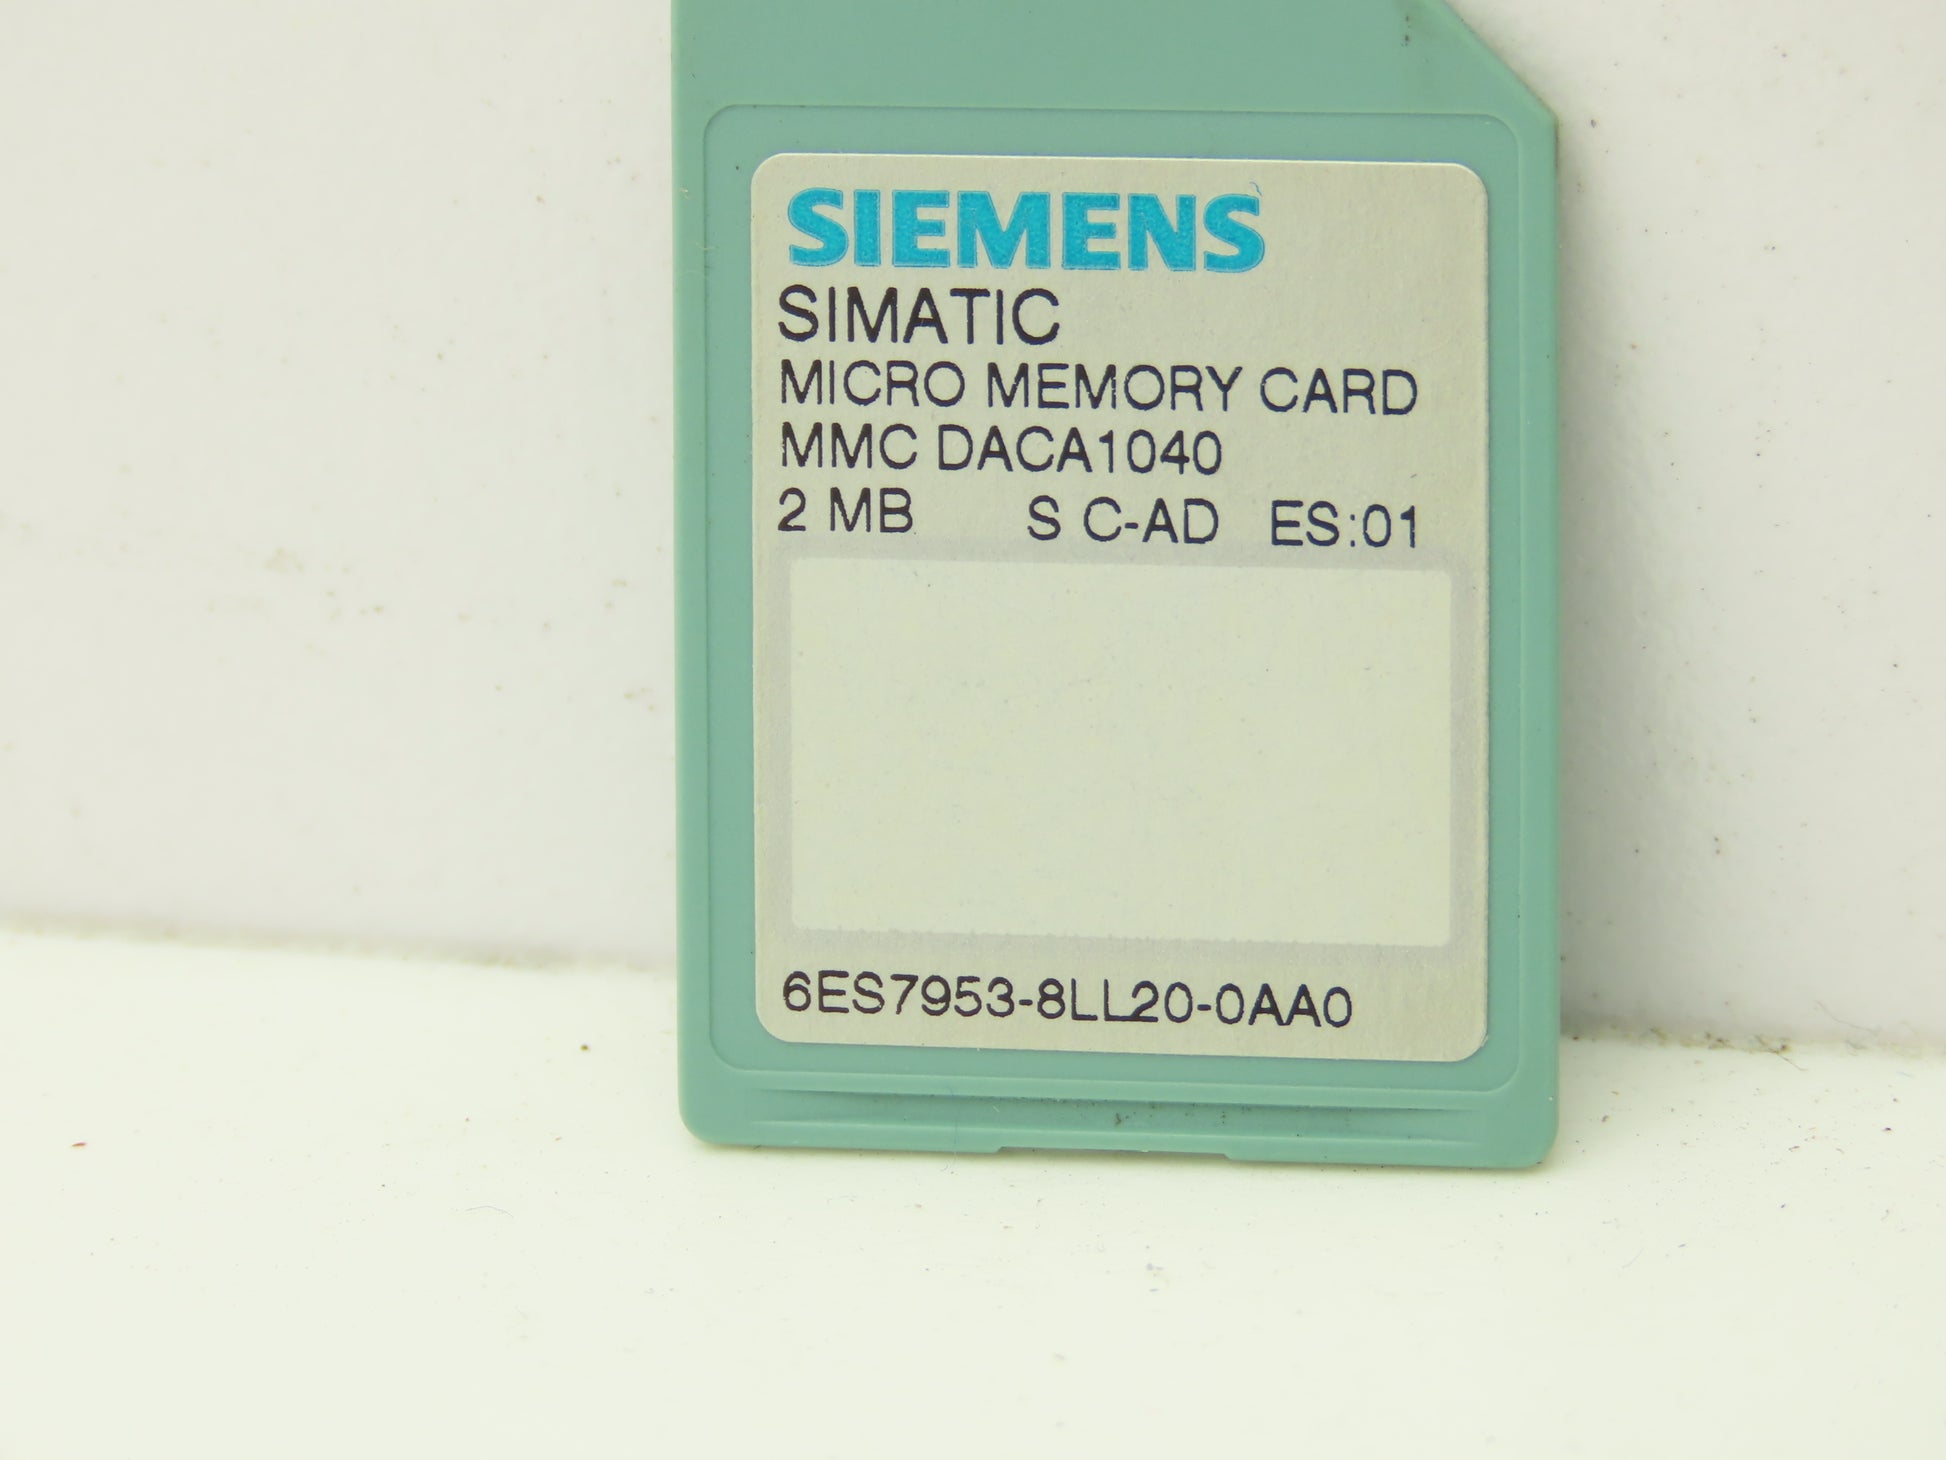 SIEMENS
SIMATIC
MICRO MEMORY CARD
MMC DACA1040
2 MB S C-AD ES:01
6ES7953-8LL20-0AA0